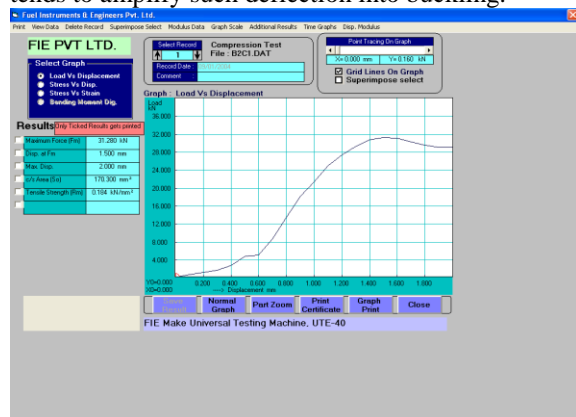 tends to amplify such deflection into buckling.
Fuel Instruments & Engineers Pvt. Ltd.
Print View Data Delete Record Superimpose Select Modulus Data Graph Scale Additional Results Time Graphs Disp. Modulus
FIE PVT LTD.
Select Graph
Load Vs Displacement
Stress Vs Disp.
Stress Vs Strain
Bending Moment Dig.
Select Record
1
Compression Test
File : B2C1.DAT
Record Date :
Comment :
Point Tracing On Graph
X= 0.000 mm Y= 0.160 kN
Grid Lines On Graph
Superimpose select
Results
Only Ticked Results gets printed
Maximum Force (Fm) 31.280 kN
Disp. at Fm 1.500 mm
Max. Disp. 2.000 mm
c/s Area (So) 170.300 mm²
Tensile Strength (Rm) 0.184 kN/mm²
Graph : Load Vs Displacement
Load
kN
36.000
32.000
28.000
24.000
20.000
16.000
12.000
8.000
4.000
Y0=0.000
X0=0.000
0.200 0.400 0.600 0.800 1.000 1.200 1.400 1.600 1.800
----> Displacement mm
Normal Graph
Part Zoom
Print Certificate
Graph Print
Close
FIE Make Universal Testing Machine, UTE-40